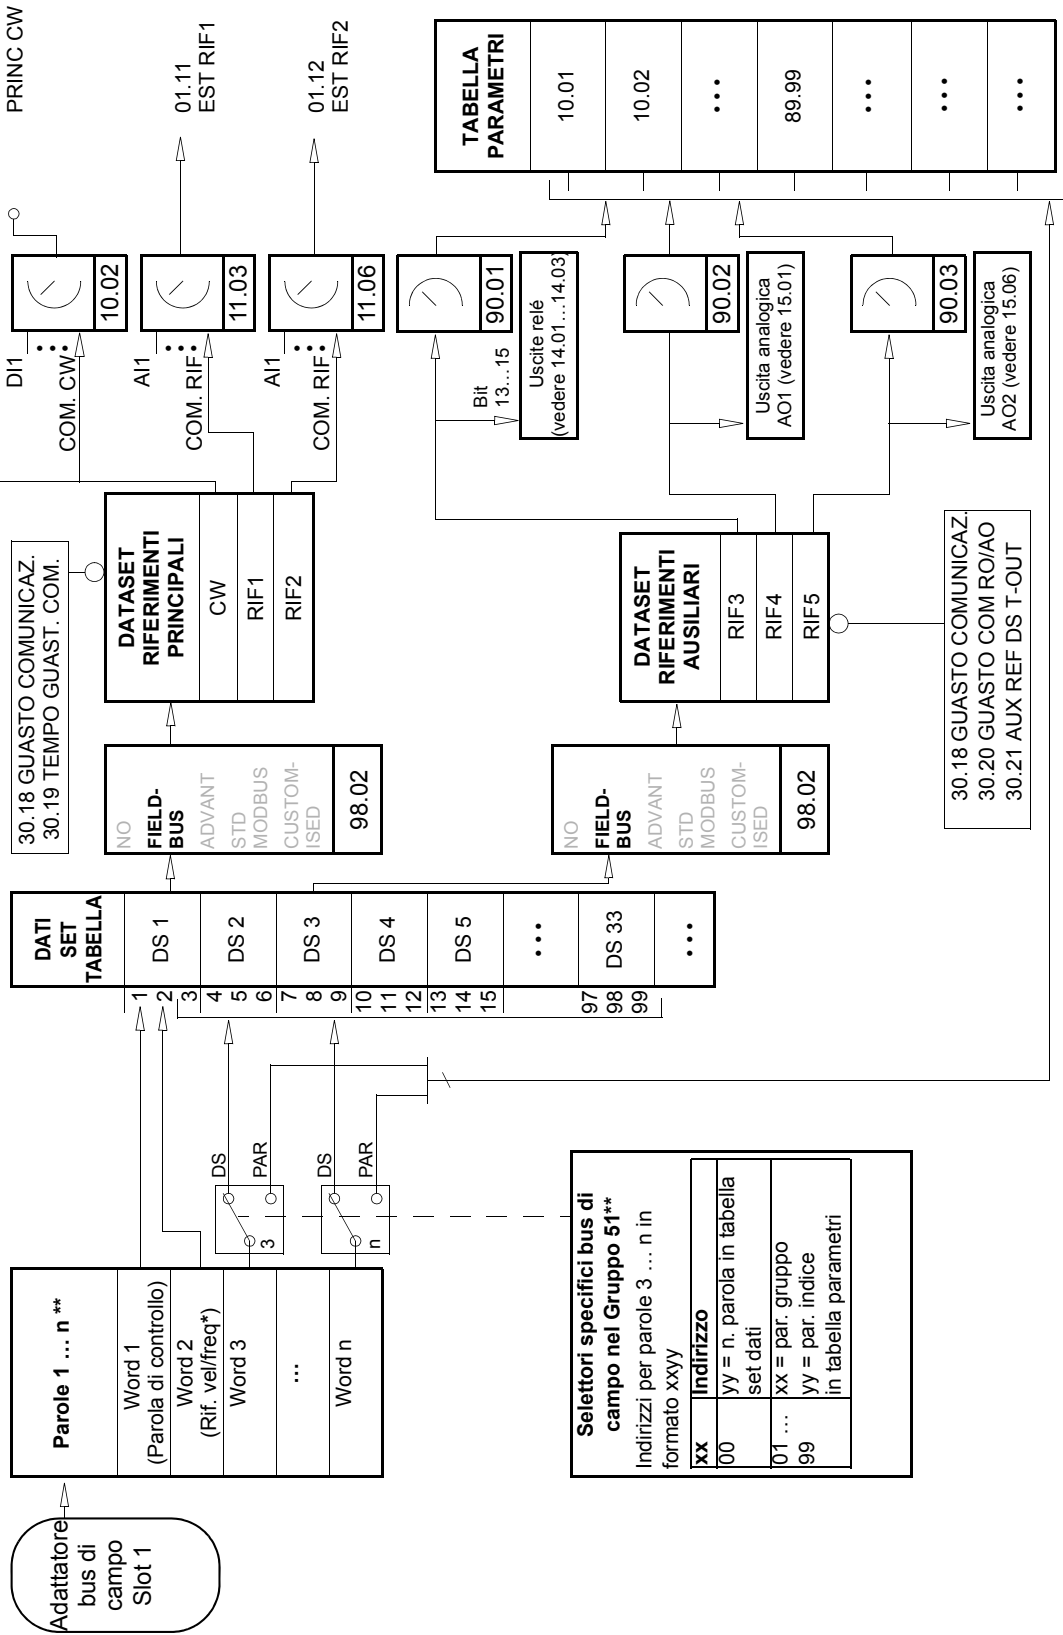 Adattatore
bus di
campo
Slot 1
Parole 1 … n **
Word 1
(Parola di controllo)
Word 2
(Rif. vel/freq*)
Word 3
...
Word n
DS
PAR
3
DS
PAR
n
Selettori specifici bus di
campo nel Gruppo 51**
Indirizzi per parole 3 … n in
formato xxyy
xx
Indirizzo
00
yy = n. parola in tabella
set dati
01 …
99
xx = par. gruppo
yy = par. indice
in tabella parametri
DATI
SET
TABELLA
1
2
3
DS 1
4
5
6
DS 2
7
8
9
DS 3
10
11
12
DS 4
13
14
15
DS 5
•••
97
98
99
DS 33
•••
NO
FIELD-
BUS
ADVANT
STD
MODBUS
CUSTOM-
ISED
98.02
NO
FIELD-
BUS
ADVANT
STD
MODBUS
CUSTOM-
ISED
98.02
30.18 GUASTO COMUNICAZ.
30.19 TEMPO GUAST. COM.
DATASET
RIFERIMENTI
PRINCIPALI
CW
RIF1
RIF2
DATASET
RIFERIMENTI
AUSILIARI
RIF3
RIF4
RIF5
30.18 GUASTO COMUNICAZ.
30.20 GUASTO COM RO/AO
30.21 AUX REF DS T-OUT
DI1
•••
COM. CW
10.02
PRINC CW
AI1
•••
COM. RIF
11.03
01.11
EST RIF1
AI1
•••
COM. RIF
11.06
01.12
EST RIF2
90.01
Bit
13…15
Uscite relé
(vedere 14.01…14.03)
90.02
Uscita analogica
AO1 (vedere 15.01)
90.03
Uscita analogica
AO2 (vedere 15.06)
TABELLA
PARAMETRI
10.01
10.02
•••
89.99
•••
•••
•••